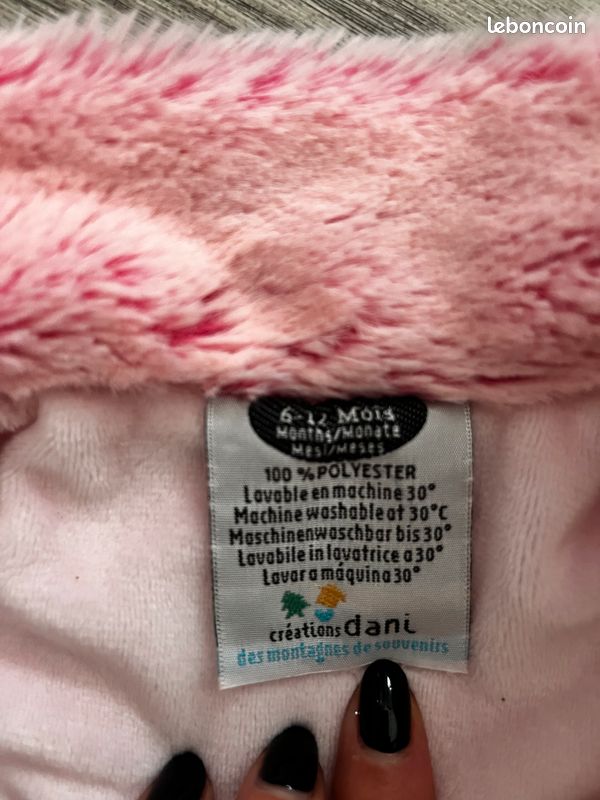 leboncoin
6-12 Mois
Months/Monate
Mesi/Meses
100 % POLYESTER
Lavable en machine 30°
Machine washable at 30°C
Maschinenwaschbar bis 30°
Lavabile in lavatrice a 30°
Lavar a máquina 30°
créations dani
des montagnes de souvenirs